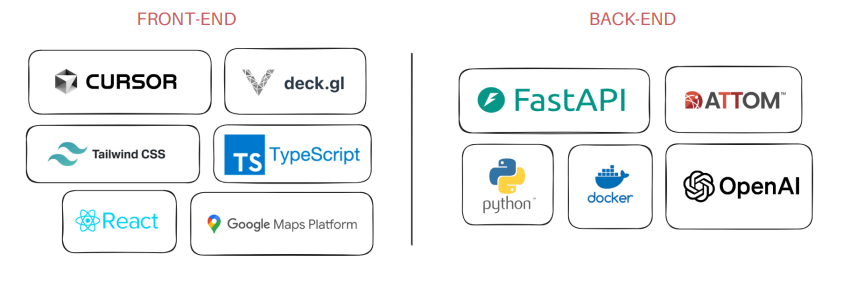 FRONT-END
CURSOR
deck.gl
Tailwind CSS
TS TypeScript
React
Google Maps Platform
BACK-END
FastAPI
ATTOM™
python™
docker
OpenAI